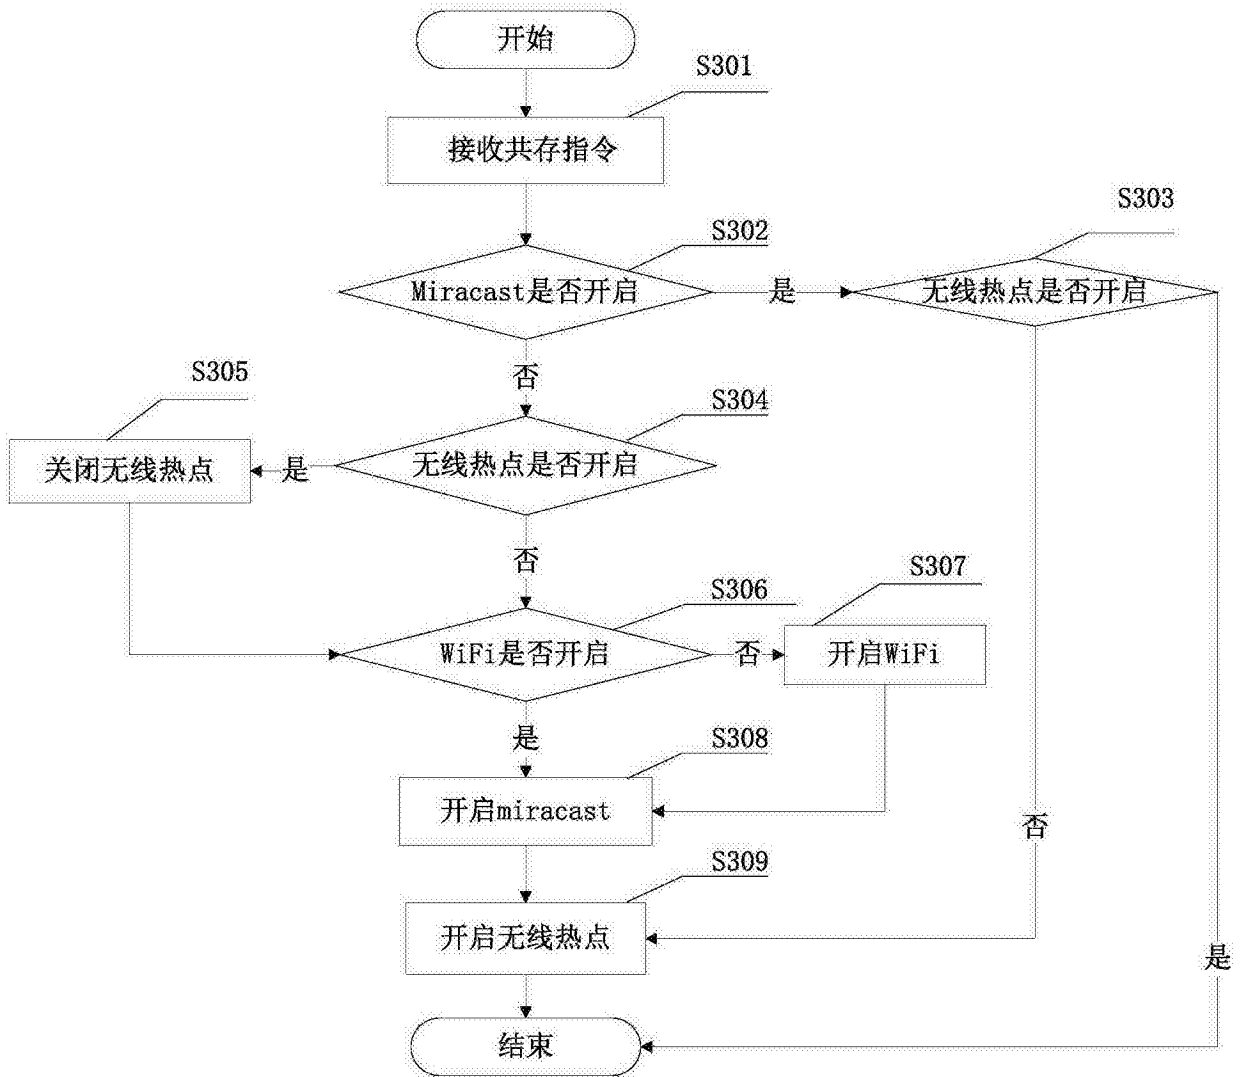 开始
S301
接收共存指令
S303
S302
Miracast是否开启
是
无线热点是否开启
否
S305
S304
关闭无线热点
是
无线热点是否开启
否
S307
S306
WiFi是否开启
否
开启WiFi
是
S308
开启miracast
否
S309
开启无线热点
是
结束